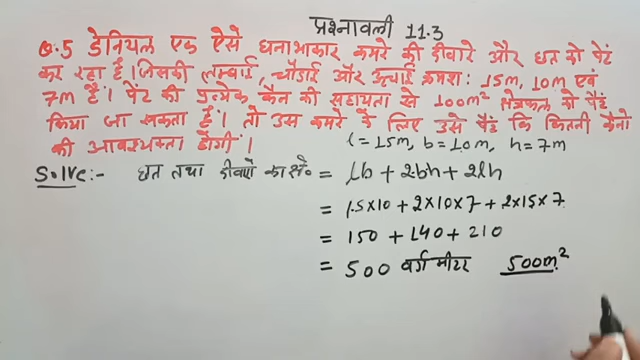 प्रश्नावली 11.3
Q.5 डेनियल एक ऐसे घनाभाकार कमरे की दीवारें और छत को पेंट
कर रहा है। जिसकी लम्बाई, चौड़ाई और ऊंचाई क्रमशः 15m, 10m एवं
7m हैं। पेंट की प्रत्येक कैन की सहायता से 100m² क्षेत्रफल को पेंट
किया जा सकता है। तो उस कमरे के लिए उसे पेंट कि कितनी कैनो
की आवश्यकता होगी।
l = 15m, b = 10m, h = 7m
Solve:- छत तथा दीवारों का क्षे॰ = lb + 2bh + 2lh
= 15×10 + 2×10×7 + 2×15×7
= 150 + 140 + 210
= 500 वर्ग मीटर 500m²